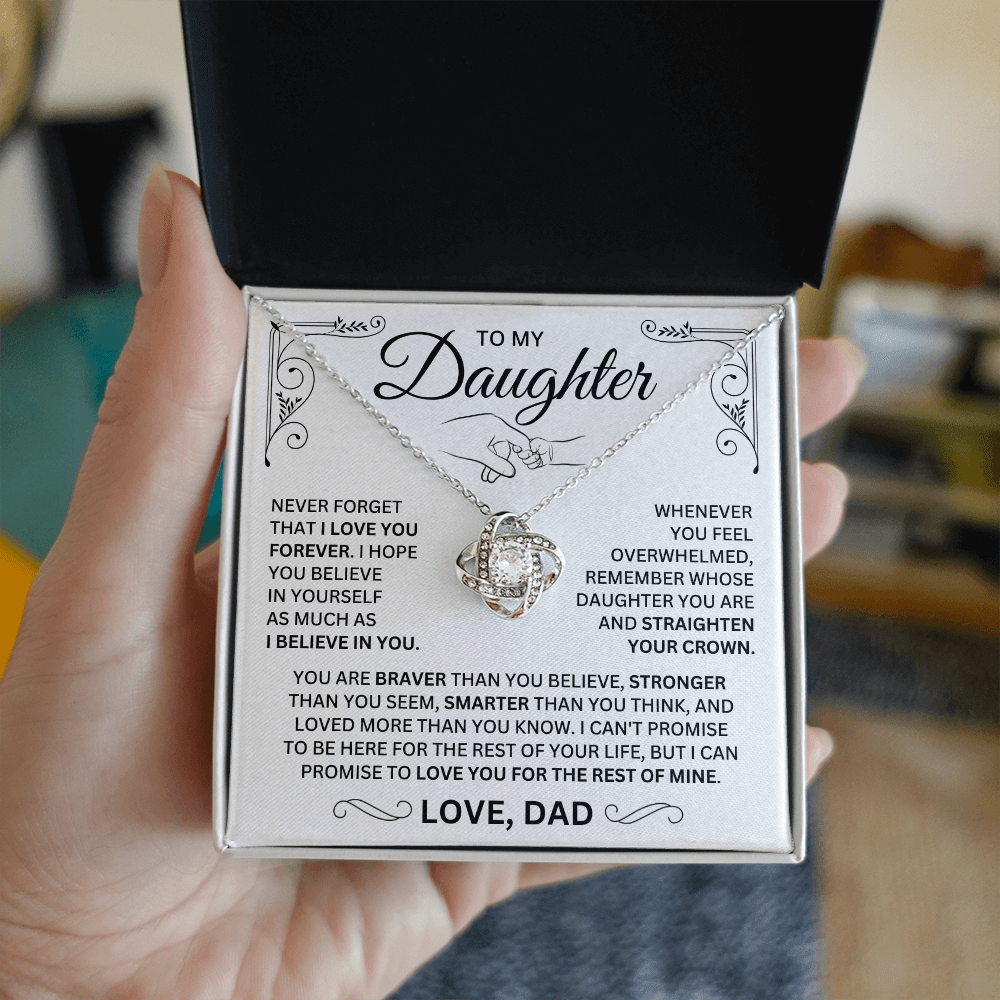 TO MY
Daughter
NEVER FORGET
THAT I LOVE YOU
FOREVER. I HOPE
YOU BELIEVE
IN YOURSELF
AS MUCH AS
I BELIEVE IN YOU.
WHENEVER
YOU FEEL
OVERWHELMED,
REMEMBER WHOSE
DAUGHTER YOU ARE
AND STRAIGHTEN
YOUR CROWN.
YOU ARE BRAVER THAN YOU BELIEVE, STRONGER
THAN YOU SEEM, SMARTER THAN YOU THINK, AND
LOVED MORE THAN YOU KNOW. I CAN'T PROMISE
TO BE HERE FOR THE REST OF YOUR LIFE, BUT I CAN
PROMISE TO LOVE YOU FOR THE REST OF MINE.
LOVE, DAD